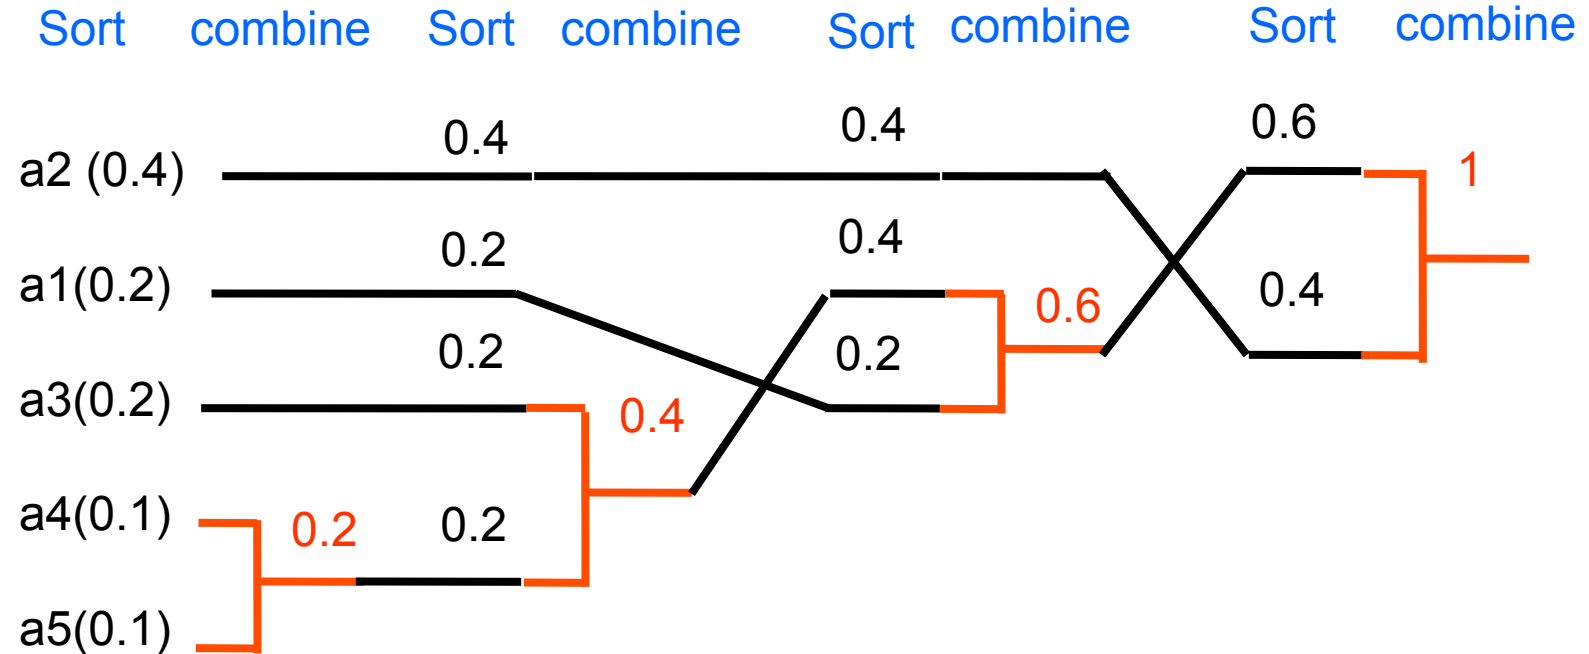 Sort combine Sort combine Sort combine Sort combine
0.4 0.4 0.6
a2 (0.4) 1
0.2 0.4
a1(0.2) 0.6 0.4
0.2 0.2
a3(0.2) 0.4
a4(0.1) 0.2 0.2
a5(0.1)